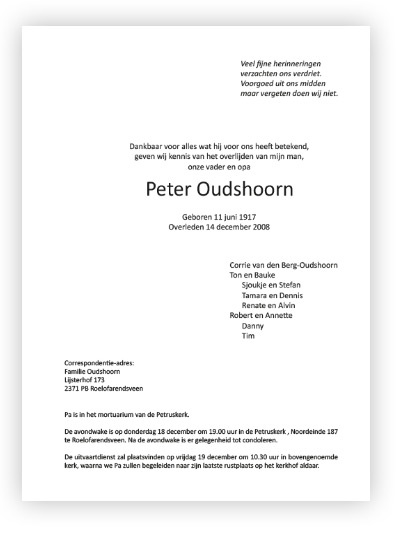 Veel fijne herinneringen
verzachten ons verdriet.
Voorgoed uit ons midden
maar vergeten doen wij niet.
Dankbaar voor alles wat hij voor ons heeft betekend,
geven wij kennis van het overlijden van mijn man,
onze vader en opa
Peter Oudshoorn
Geboren 11 juni 1917
Overleden 14 december 2008
Corrie van den Berg-Oudshoorn
Ton en Bauke
Sjoukje en Stefan
Tamara en Dennis
Renate en Alvin
Robert en Annette
Danny
Tim
Correspondentie-adres:
Familie Oudshoorn
Lijsterhof 173
2371 PB Roelofarendsveen
Pa is in het mortuarium van de Petruskerk.
De avondwake is op donderdag 18 december om 19.00 uur in de Petruskerk , Noordeinde 187
te Roelofarendsveen. Na de avondwake is er gelegenheid tot condoleren.
De uitvaartdienst zal plaatsvinden op vrijdag 19 december om 10.30 uur in bovengenoemde
kerk, waarna we Pa zullen begeleiden naar zijn laatste rustplaats op het kerkhof aldaar.